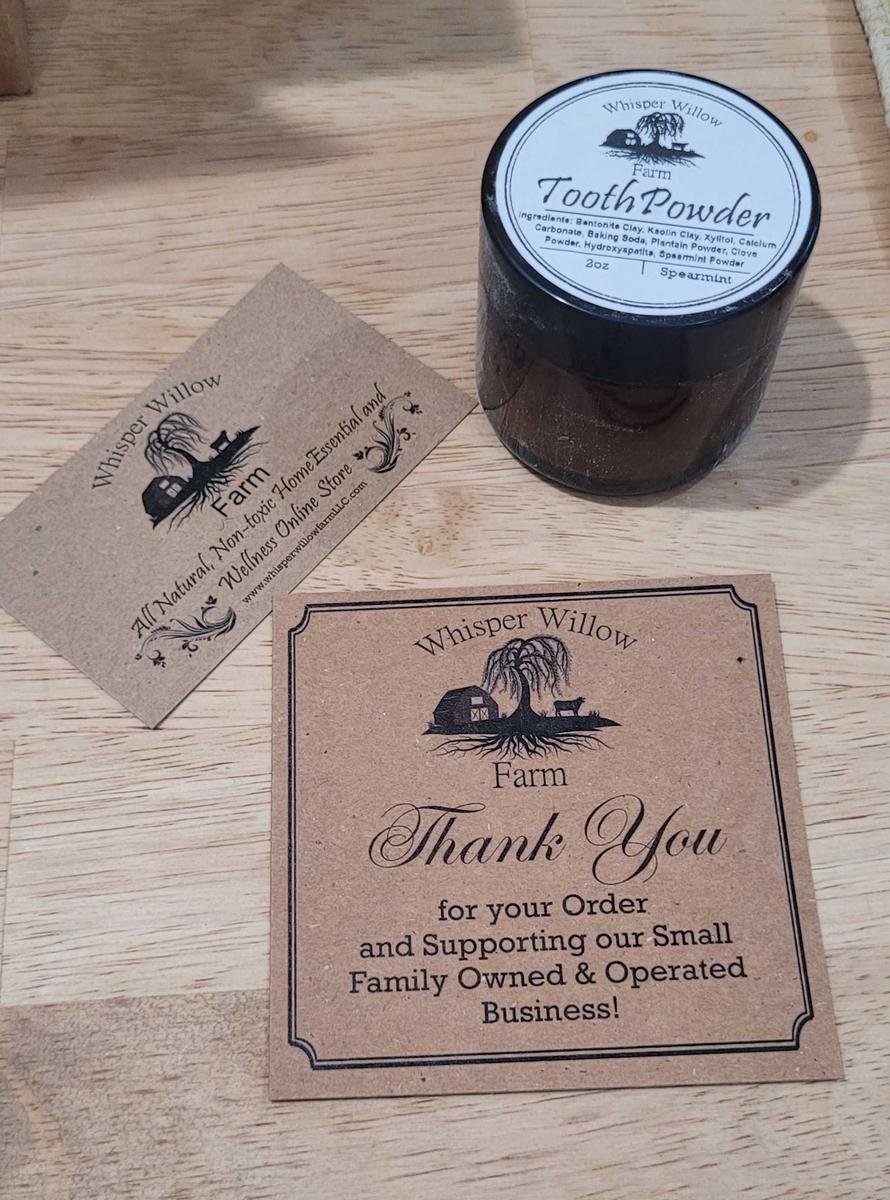 Whisper Willow
Farm
Tooth Powder
Ingredients: Bentonite Clay, Kaolin Clay, Xylitol, Calcium
Carbonate, Baking Soda, Plantain Powder, Clove
Powder, Hydroxyapatite, Spearmint Powder
2oz
Spearmint
Whisper Willow
Farm
All Natural, Non-toxic Home Essential and
Wellness Online Store
www.whisperwillowfarmLLC.com
Whisper Willow
Farm
Thank You
for your Order
and Supporting our Small
Family Owned & Operated
Business!